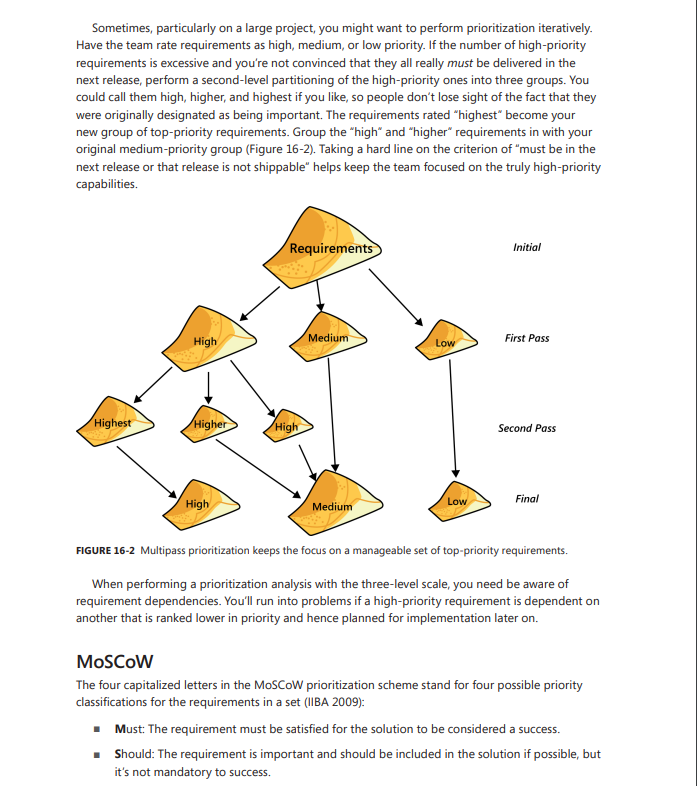 Sometimes, particularly on a large project, you might want to perform prioritization iteratively.
Have the team rate requirements as high, medium, or low priority. If the number of high-priority
requirements is excessive and you're not convinced that they all really must be delivered in the
next release, perform a second-level partitioning of the high-priority ones into three groups. You
could call them high, higher, and highest if you like, so people don't lose sight of the fact that they
were originally designated as being important. The requirements rated "highest" become your
new group of top-priority requirements. Group the "high" and "higher" requirements in with your
original medium-priority group (Figure 16-2). Taking a hard line on the criterion of "must be in the
next release or that release is not shippable" helps keep the team focused on the truly high-priority
capabilities.
Requirements
Initial
High
Medium
Low
First Pass
Highest
Higher
High
Second Pass
High
Medium
Low
Final
FIGURE 16-2 Multipass prioritization keeps the focus on a manageable set of top-priority requirements.
When performing a prioritization analysis with the three-level scale, you need be aware of
requirement dependencies. You'll run into problems if a high-priority requirement is dependent on
another that is ranked lower in priority and hence planned for implementation later on.
MoSCoW
The four capitalized letters in the MoSCoW prioritization scheme stand for four possible priority
classifications for the requirements in a set (IIBA 2009):
■ Must: The requirement must be satisfied for the solution to be considered a success.
■ Should: The requirement is important and should be included in the solution if possible, but
it's not mandatory to success.